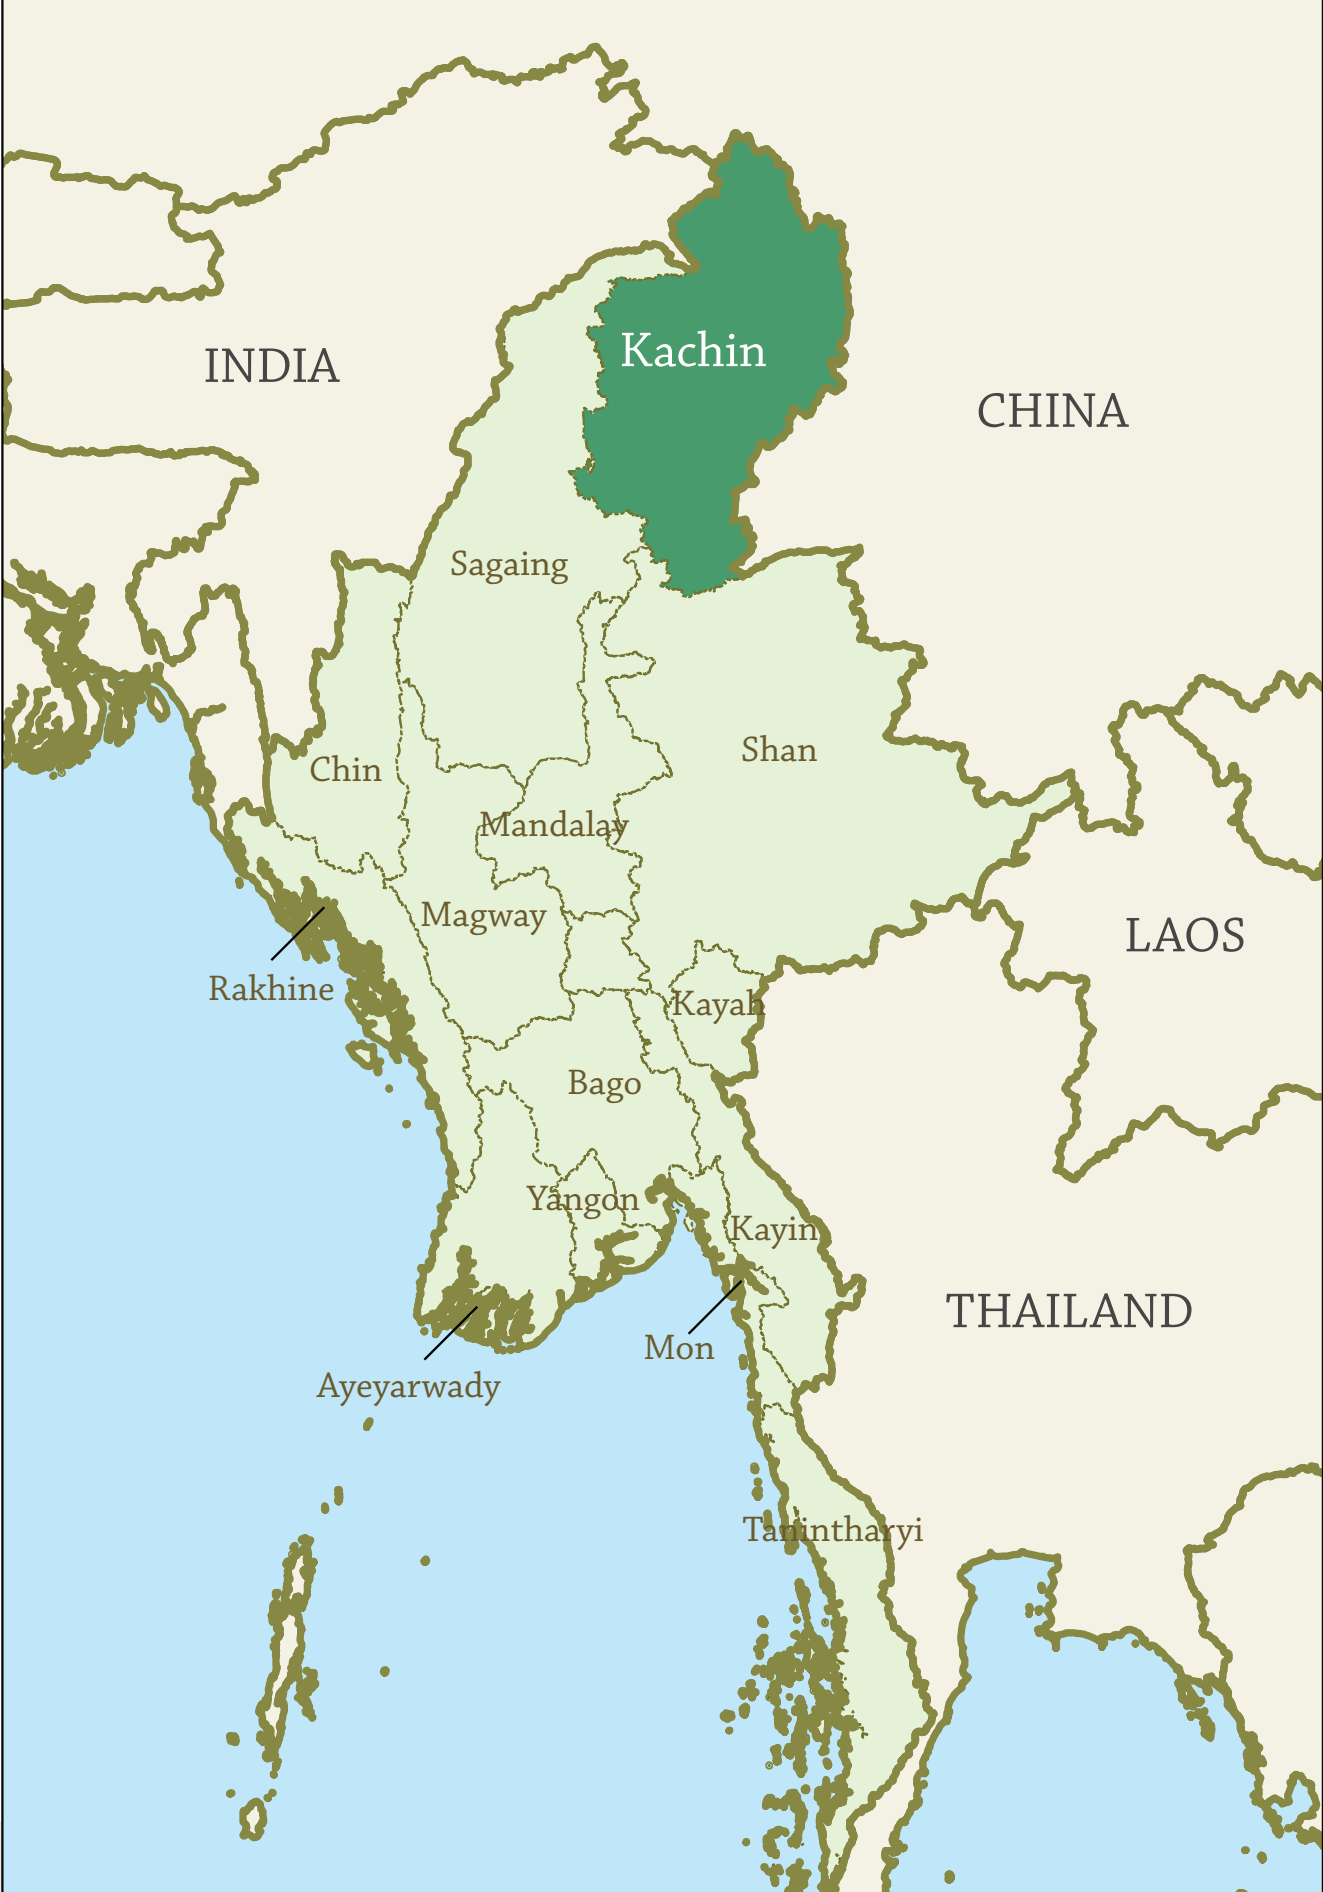 Kachin
INDIA
CHINA
Sagaing
Shan
Chin
Mandalay
Magway
LAOS
Rakhine
Kayah
Bago
Yangon
Kayin
THAILAND
Mon
Ayeyarwady
Tanintharyi